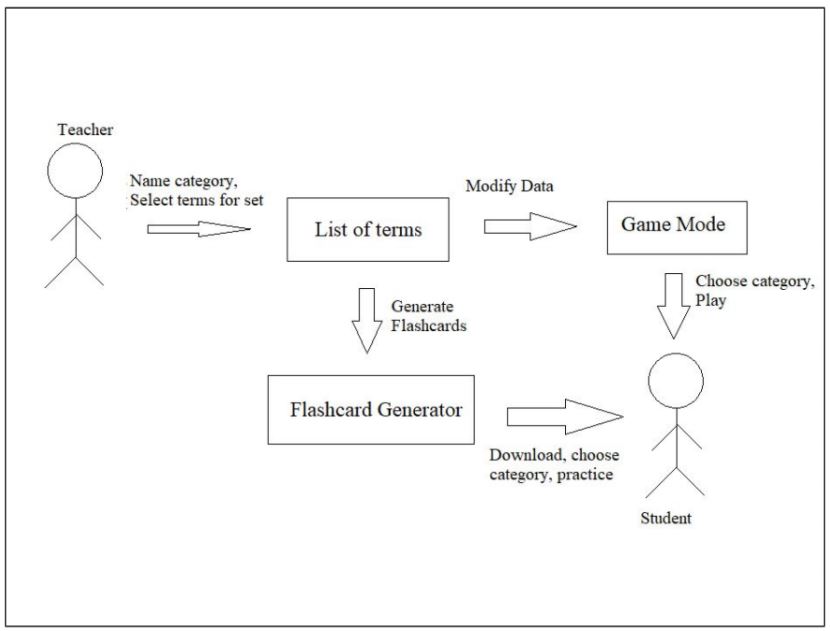 Teacher
Name category,
Select terms for set
List of terms
Modify Data
Game Mode
Generate
Flashcards
Choose category,
Play
Flashcard Generator
Download, choose
category, practice
Student